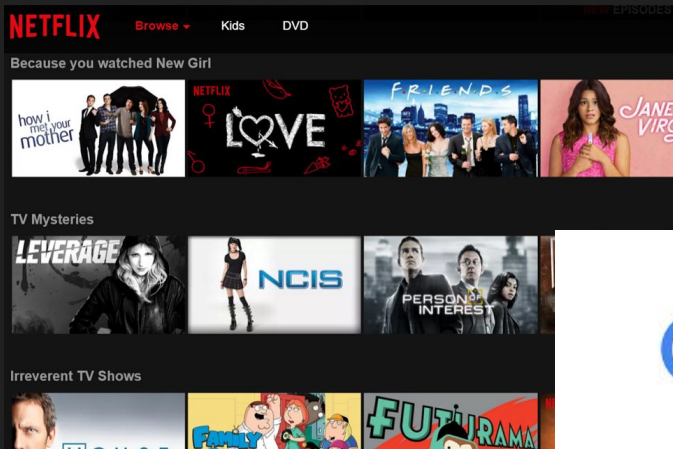 New EPISODES
NETFLIX Browse Kids DVD
Because you watched New Girl
how i
met your
mother
NETFLIX
LOVE
F·R·I·E·N·D·S
JANE
TV Mysteries
LEVERAGE
NCIS
PERSON OF
INTEREST
Irreverent TV Shows
FAMILY
FUTURAMA